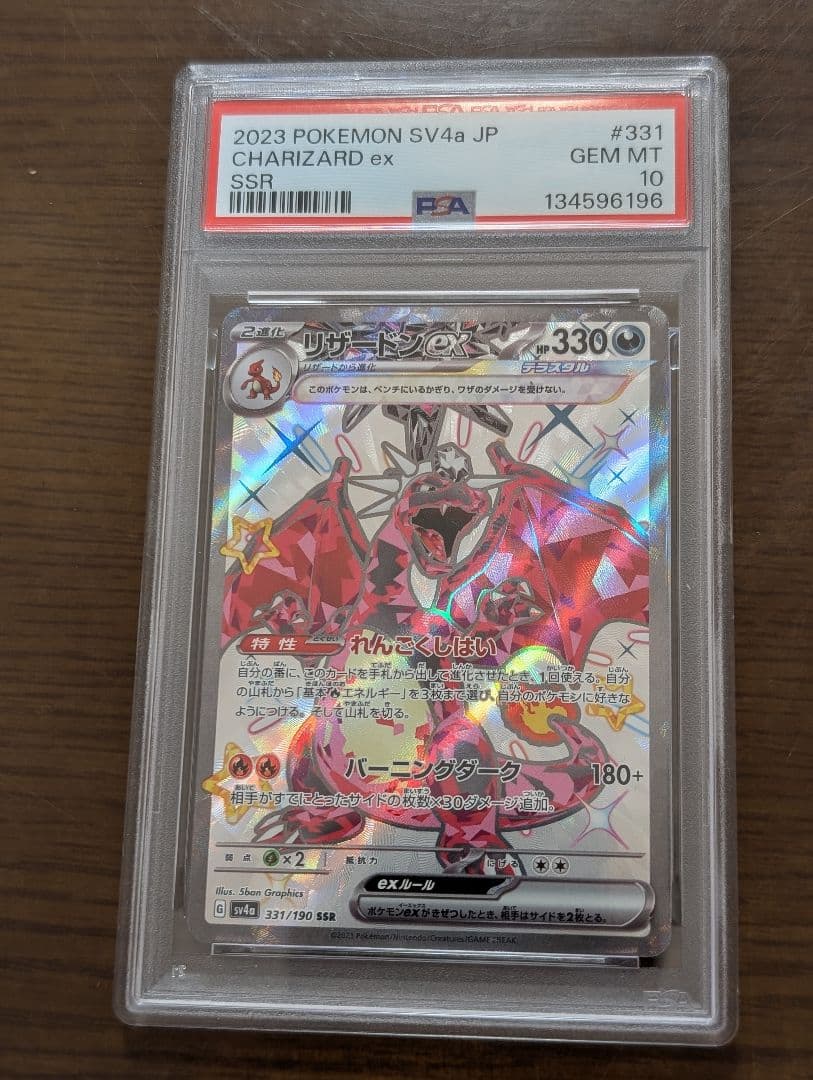 2023 POKEMON SV4a JP #331
CHARIZARD ex GEM MT
SSR 10
PSA 134596196
2進化 リザードンex HP330
リザードから進化 テラスタル
このポケモンは、ベンチにいるかぎり、ワザのダメージを受けない。
特性 れんごくしはい
自分の番に、このカードを手札から出して進化させたとき、1回使える。自分
の山札から「基本エネルギー」を3枚まで選び、自分のポケモンに好きな
ようにつける。そして山札を切る。
バーニングダーク 180+
相手がすでにとったサイドの枚数×30ダメージ追加。
弱点 ×2 抵抗力 にげる
Illus. 5ban Graphics
exルール
ポケモンexがきぜつしたとき、相手はサイドを2枚とる。
G sv4a 331/190 SSR
©2023 Pokémon/Nintendo/Creatures/GAME FREAK
PSA